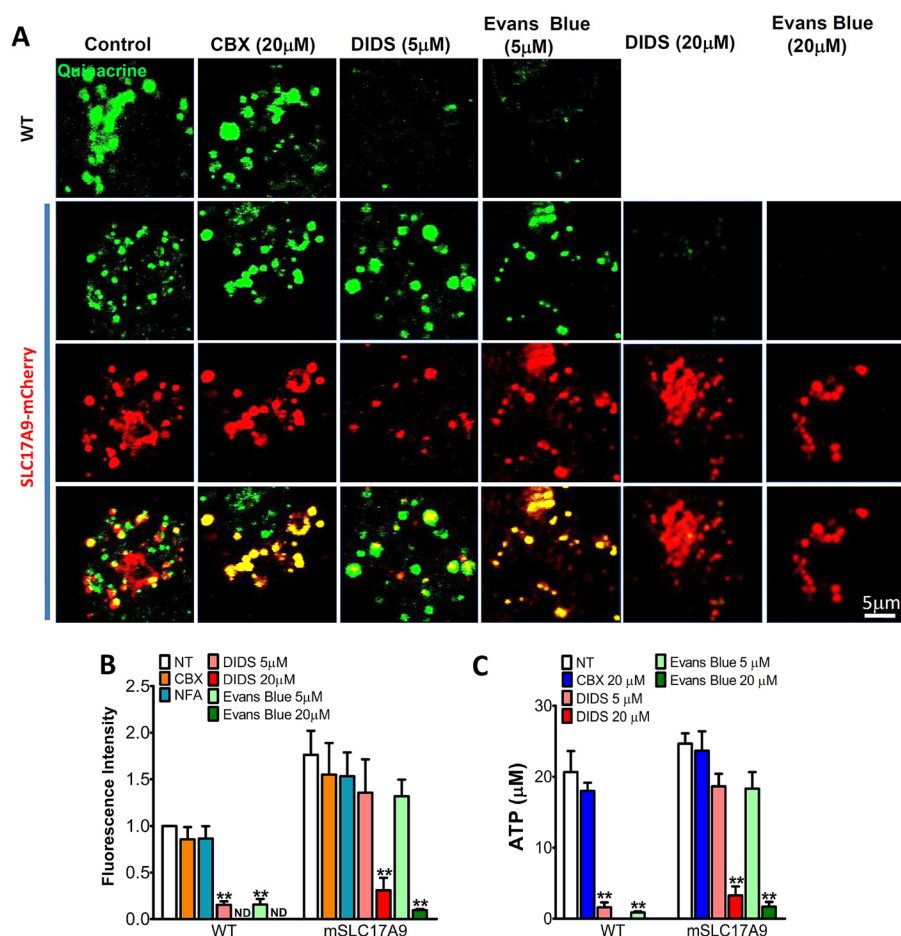 A
Control
CBX (20μM)
DIDS (5μM)
Evans Blue
(5μM)
DIDS (20μM)
Evans Blue
(20μM)
Quinacrine
WT
SLC17A9-mCherry
5μm
B
NT
CBX
NFA
DIDS 5μM
DIDS 20μM
Evans Blue 5μM
Evans Blue 20μM
Fluorescence Intensity
2.5
2.0
1.5
1.0
0.5
0.0
**
ND
**
ND
**
**
WT
mSLC17A9
C
NT
CBX 20 μM
DIDS 5 μM
DIDS 20 μM
Evans Blue 5 μM
Evans Blue 20 μM
ATP (μM)
30
20
10
0
**
**
**
**
WT
mSLC17A9